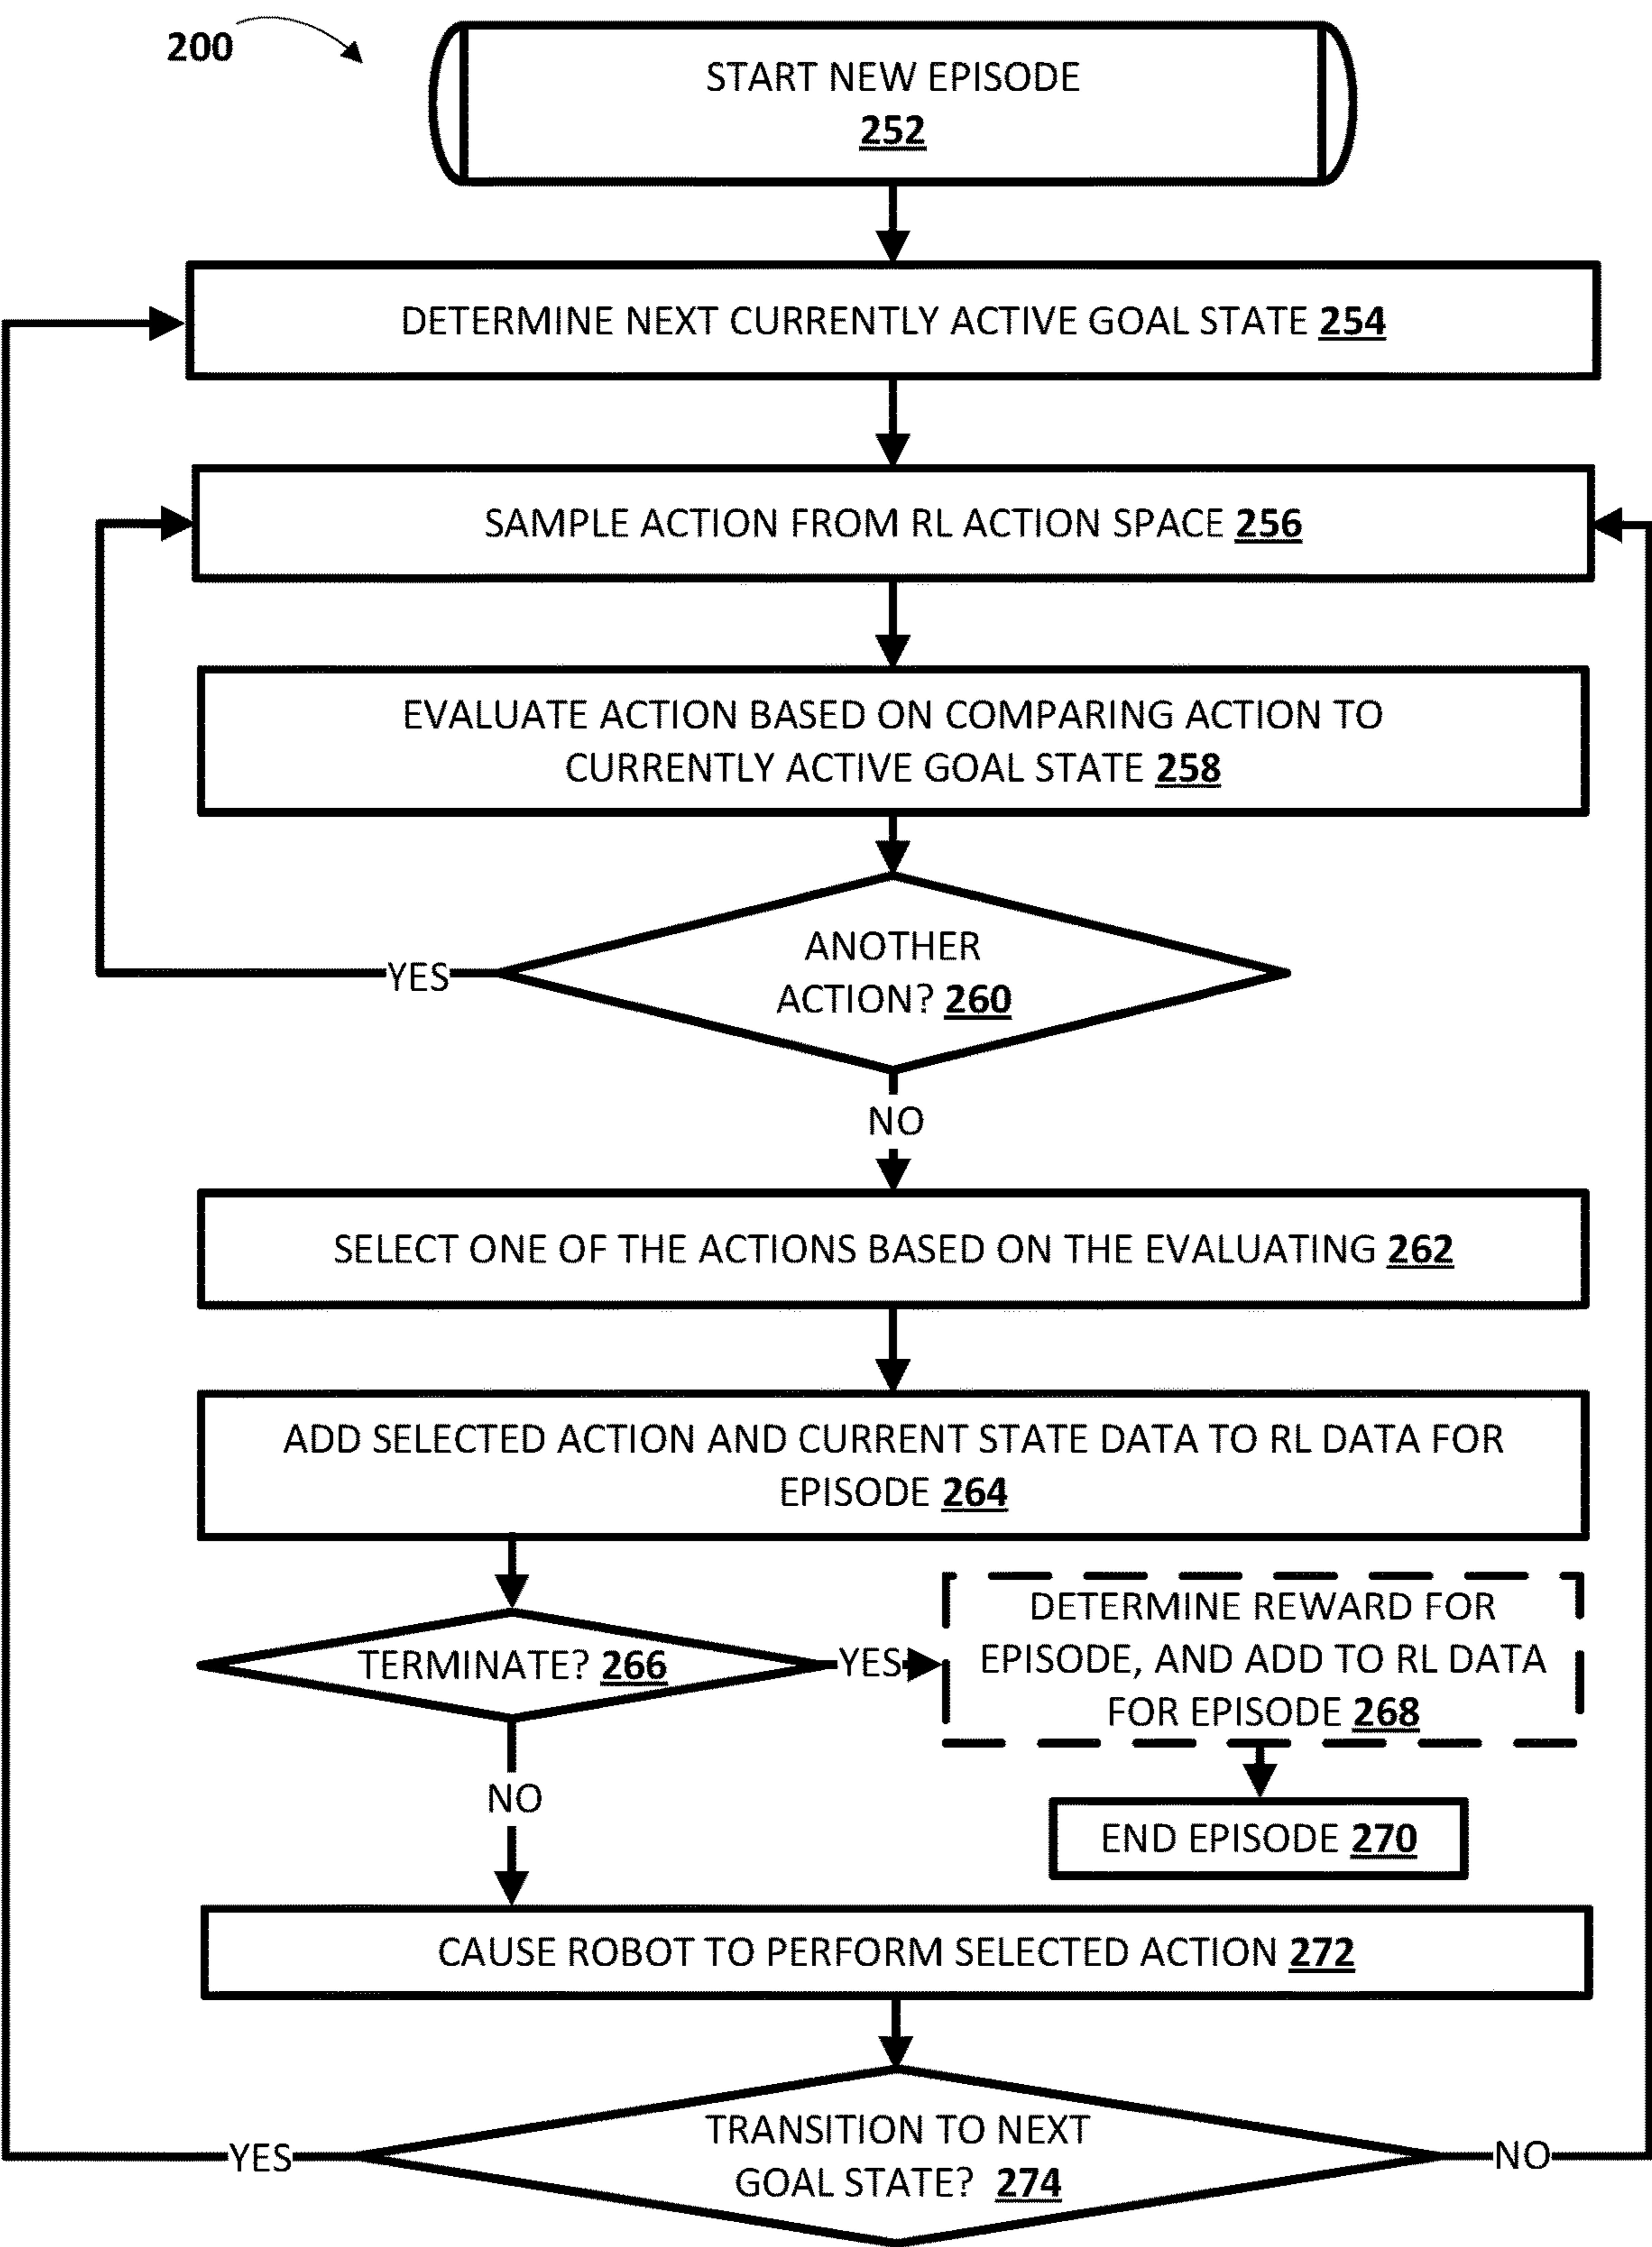 200
START NEW EPISODE
252
DETERMINE NEXT CURRENTLY ACTIVE GOAL STATE 254
SAMPLE ACTION FROM RL ACTION SPACE 256
EVALUATE ACTION BASED ON COMPARING ACTION TO
CURRENTLY ACTIVE GOAL STATE 258
ANOTHER
ACTION? 260
YES
NO
SELECT ONE OF THE ACTIONS BASED ON THE EVALUATING 262
ADD SELECTED ACTION AND CURRENT STATE DATA TO RL DATA FOR
EPISODE 264
TERMINATE? 266
YES
DETERMINE REWARD FOR
EPISODE, AND ADD TO RL DATA
FOR EPISODE 268
NO
END EPISODE 270
CAUSE ROBOT TO PERFORM SELECTED ACTION 272
TRANSITION TO NEXT
GOAL STATE? 274
YES
NO